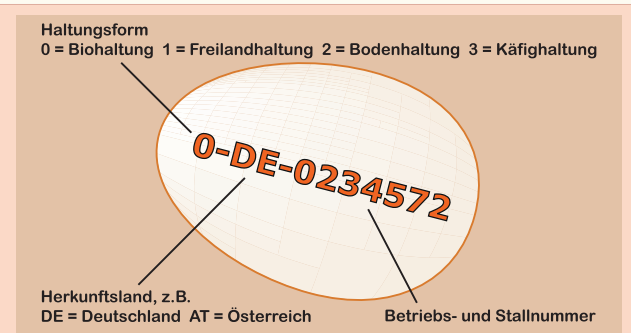 Haltungsform
0 = Biohaltung  1 = Freilandhaltung  2 = Bodenhaltung  3 = Käfighaltung
0-DE-0234572
Herkunftsland, z.B.
DE = Deutschland  AT = Österreich
Betriebs- und Stallnummer